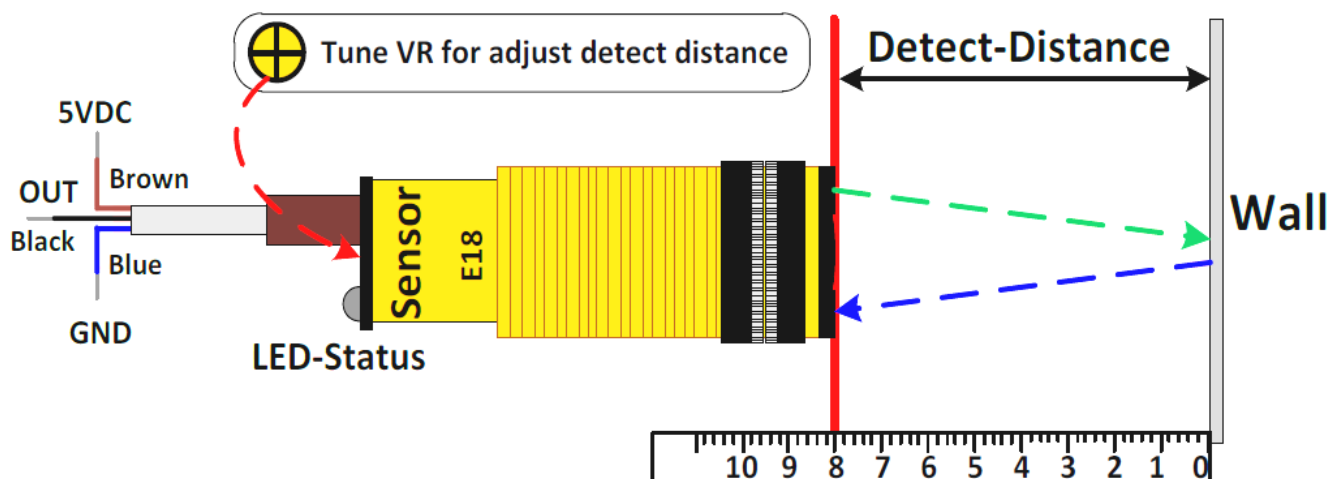 Tune VR for adjust detect distance
Detect-Distance
5VDC
Brown
OUT
Black
Blue
GND
LED-Status
Sensor
E18
Wall
10 9 8 7 6 5 4 3 2 1 0